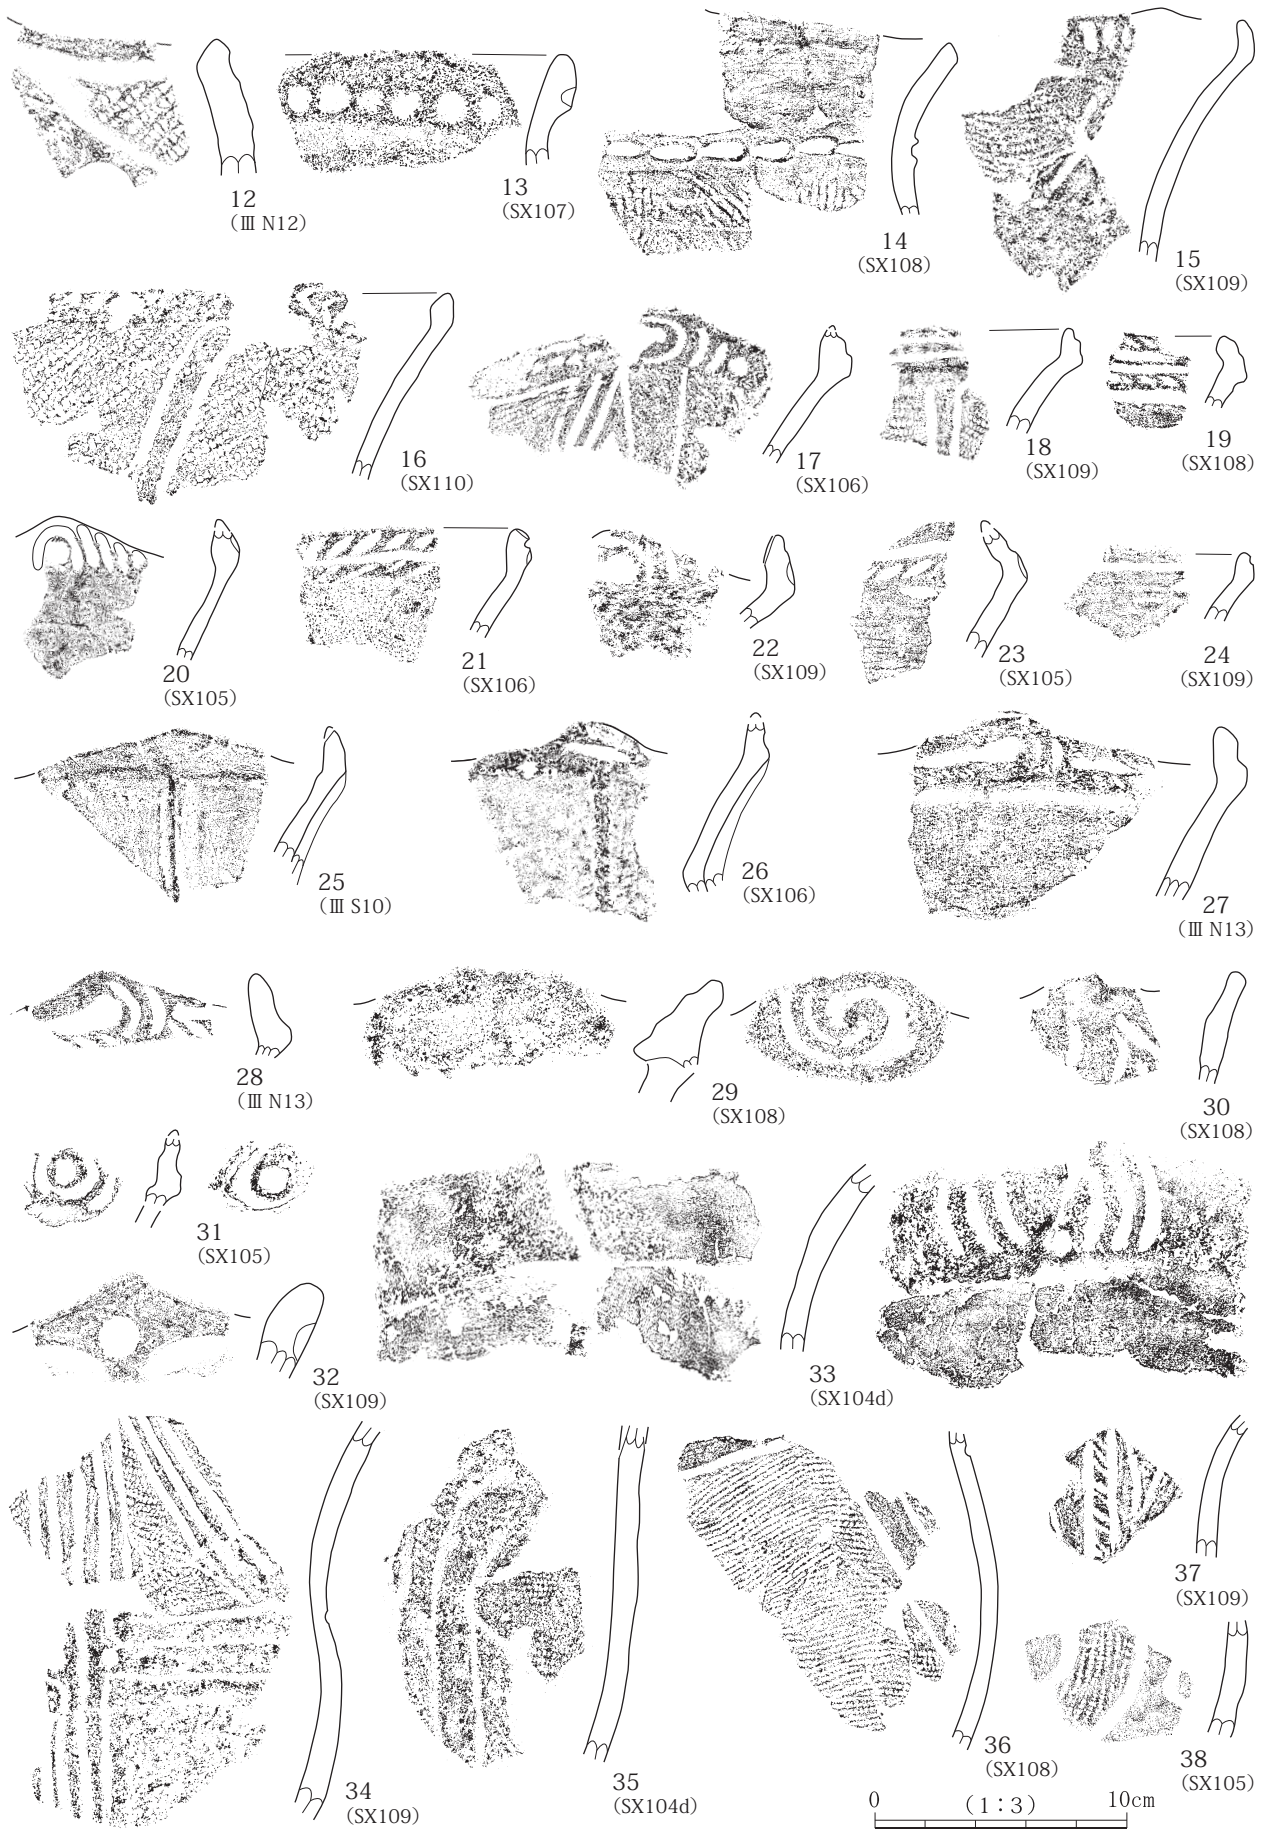 12
(Ⅲ N12)
13
(SX107)
14
(SX108)
15
(SX109)
16
(SX110)
17
(SX106)
18
(SX109)
19
(SX108)
20
(SX105)
21
(SX106)
22
(SX109)
23
(SX105)
24
(SX109)
25
(Ⅲ S10)
26
(SX106)
27
(Ⅲ N13)
28
(Ⅲ N13)
29
(SX108)
30
(SX108)
31
(SX105)
32
(SX109)
33
(SX104d)
34
(SX109)
35
(SX104d)
36
(SX108)
37
(SX109)
38
(SX105)
0 (1:3) 10cm